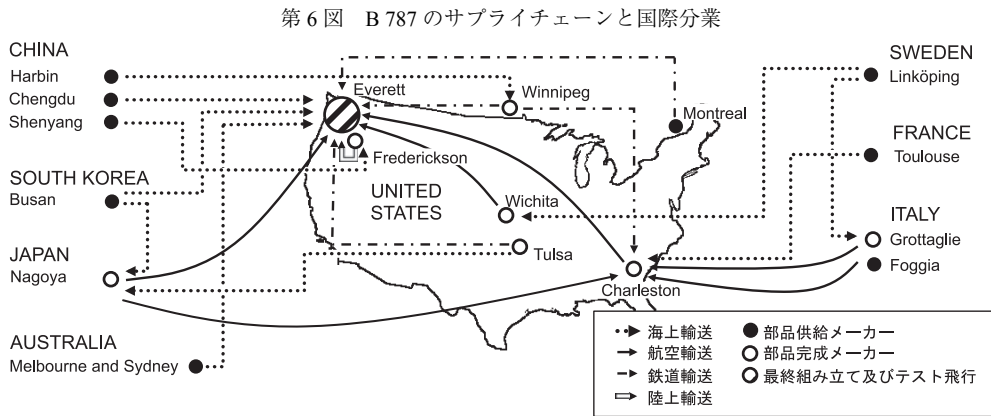 第6図 B 787 のサプライチェーンと国際分業
CHINA
Harbin
Chengdu
Shenyang
SOUTH KOREA
Busan
JAPAN
Nagoya
AUSTRALIA
Melbourne and Sydney
Everett
Frederickson
Winnipeg
Montreal
UNITED
STATES
Wichita
Tulsa
Charleston
SWEDEN
Linköping
FRANCE
Toulouse
ITALY
Grottaglie
Foggia
海上輸送
航空輸送
鉄道輸送
陸上輸送
部品供給メーカー
部品完成メーカー
最終組み立て及びテスト飛行